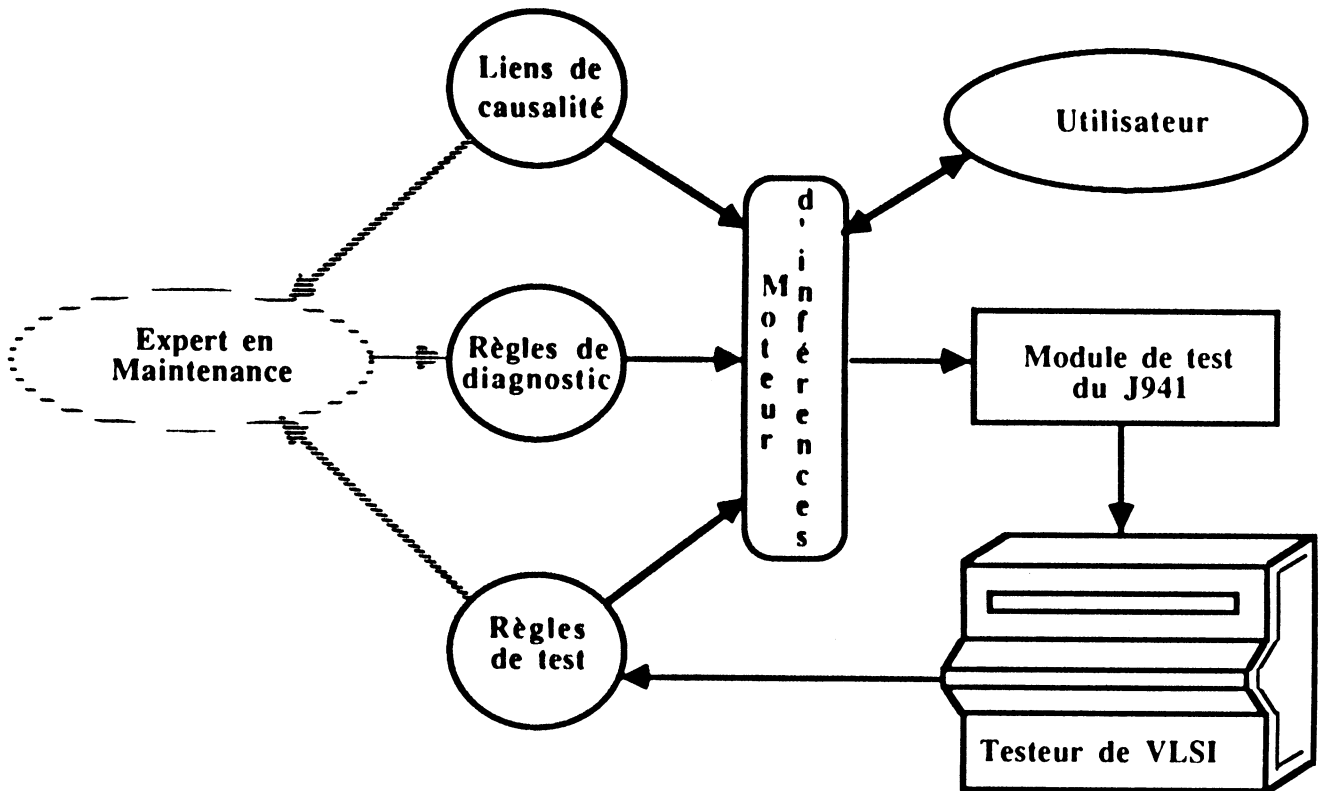 Liens de
causalité
Utilisateur
Moteur
d'inférences
Expert en
Maintenance
Règles de
diagnostic
Module de test
du J941
Règles
de test
Testeur de VLSI